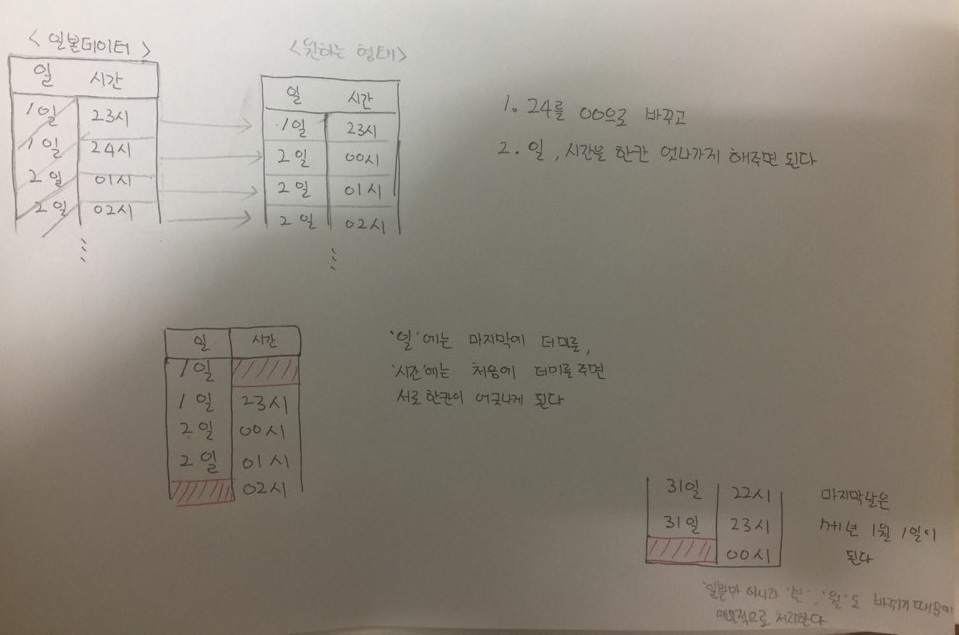 <일본데이터>
일 시간
1일 23시
1일 24시
2일 01시
2일 02시
<원하는 형태>
일 시간
1일 23시
2일 00시
2일 01시
2일 02시
1. 24를 00으로 바꾸고
2. 일, 시간을 한칸 엇나가게 해주면 된다
일 시간
1일
1일 23시
2일 00시
2일 01시
02시
'일'에는 마지막에 더미를,
'시간'에는 처음에 더미를 주면
서로 한칸이 어긋나게 된다
31일 22시
31일 23시
00시
마지막날은
n+1년 1월 1일이
된다
일뿐만 아니라 '년', '월'도 바뀌기 때문에
예외적으로 처리한다